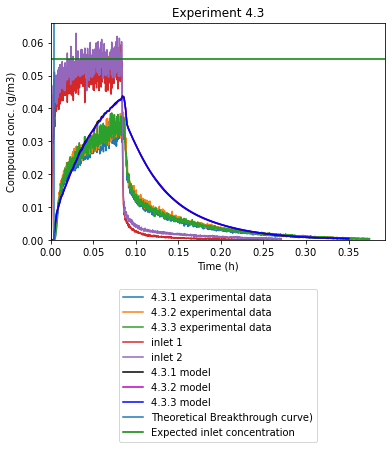 Experiment 4.3
Compound conc. (g/m3)
0.06
0.05
0.04
0.03
0.02
0.01
0.00
0.00 0.05 0.10 0.15 0.20 0.25 0.30 0.35
Time (h)
4.3.1 experimental data
4.3.2 experimental data
4.3.3 experimental data
inlet 1
inlet 2
4.3.1 model
4.3.2 model
4.3.3 model
Theoretical Breakthrough curve)
Expected inlet concentration